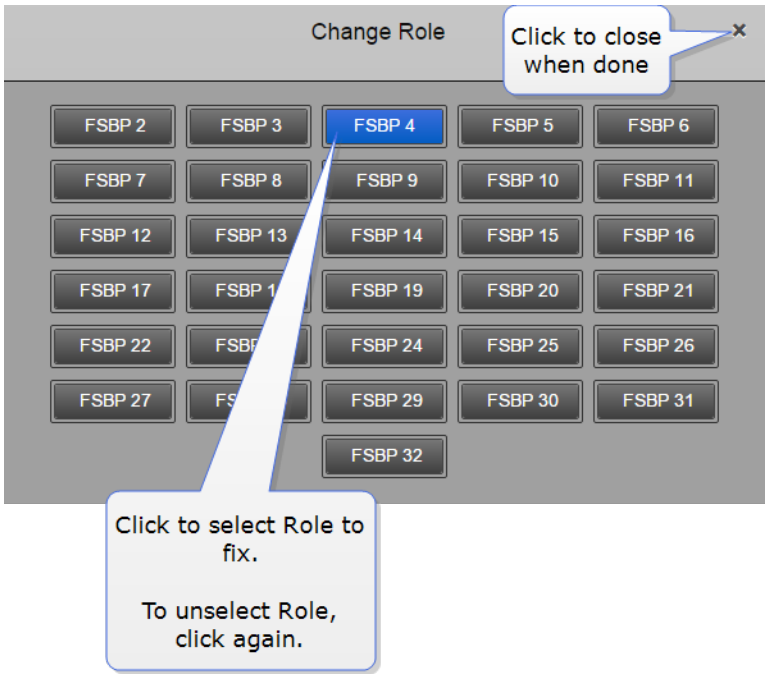 Change Role
Click to close
when done
×
FSBP 2 FSBP 3 FSBP 4 FSBP 5 FSBP 6
FSBP 7 FSBP 8 FSBP 9 FSBP 10 FSBP 11
FSBP 12 FSBP 13 FSBP 14 FSBP 15 FSBP 16
FSBP 17 FSBP 1 FSBP 19 FSBP 20 FSBP 21
FSBP 22 FSBP 24 FSBP 25 FSBP 26
FSBP 27 FSBP 29 FSBP 30 FSBP 31
FSBP 32
Click to select Role to
fix.
To unselect Role,
click again.